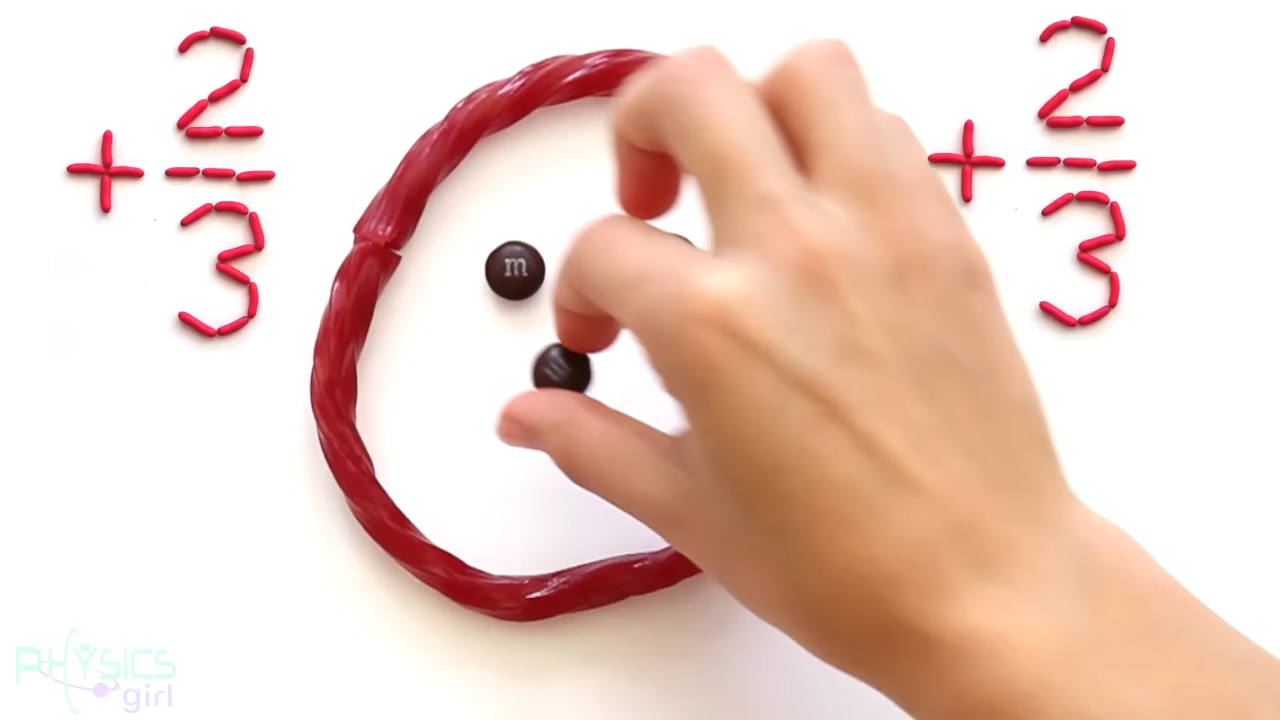 + 2/3
+ 2/3
m
PHYSICS
girl